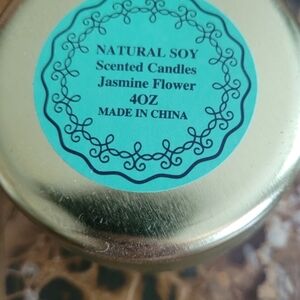 NATURAL SOY
Scented Candles
Jasmine Flower
4OZ
MADE IN CHINA